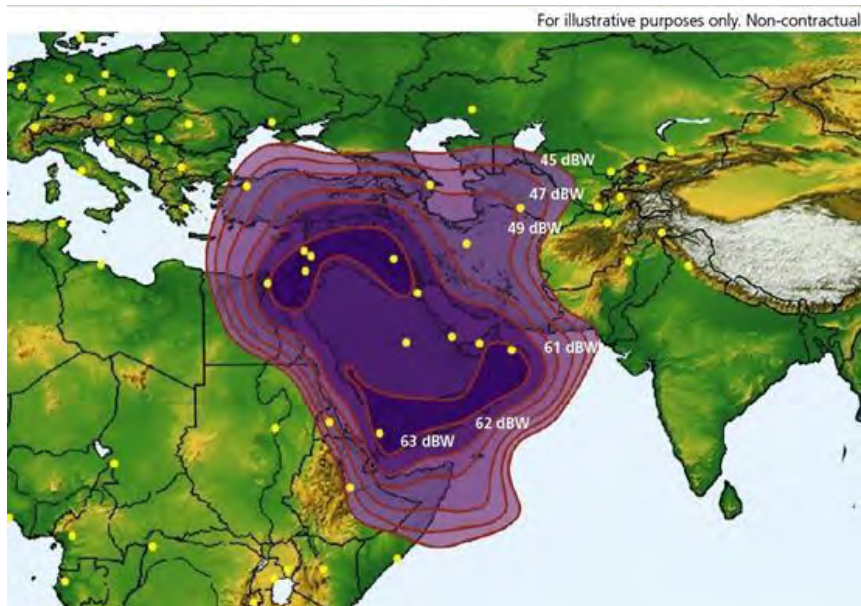 For illustrative purposes only. Non-contractual
45 dBW
47 dBW
49 dBW
61 dBW
62 dBW
63 dBW